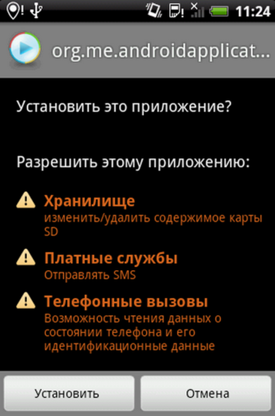 11:24
org.me.androidapplicat...
Установить это приложение?
Разрешить этому приложению:
Хранилище
изменить/удалить содержимое карты
SD
Платные службы
Отправлять SMS
Телефонные вызовы
Возможность чтения данных о
состоянии телефона и его
идентификационные данные
Установить
Отмена